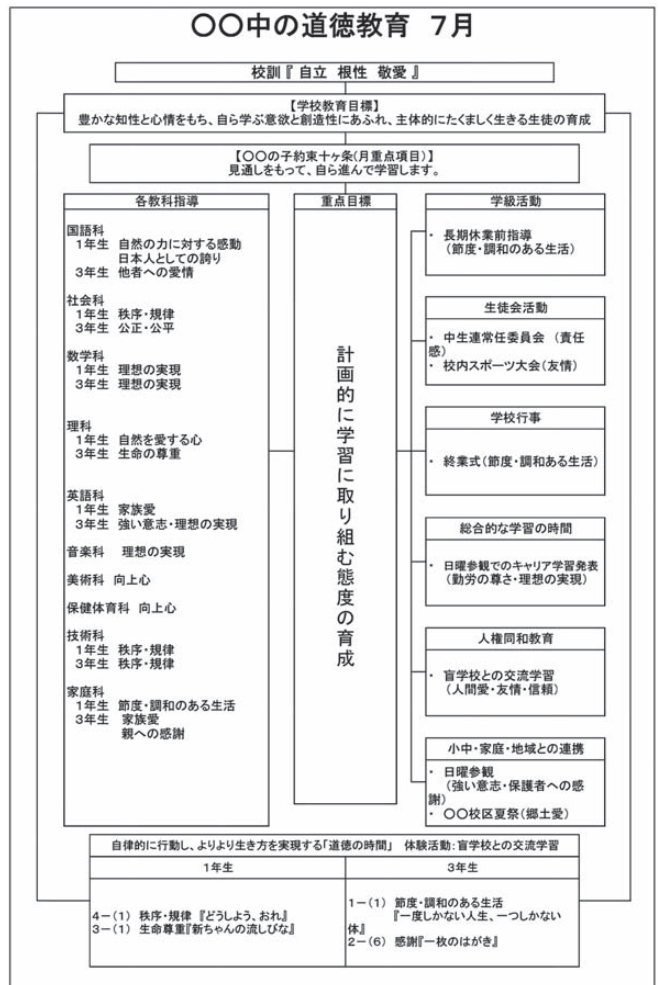 〇〇中の道徳教育　7月
校訓『 自立　根性　敬愛 』
【学校教育目標】
豊かな知性と心情をもち、自ら学ぶ意欲と創造性にあふれ、主体的にたくましく生きる生徒の育成
【〇〇の子約束十ヶ条(月重点項目)】
見通しをもって、自ら進んで学習します。
各教科指導
国語科
1年生　自然の力に対する感動
日本人としての誇り
3年生　他者への愛情
社会科
1年生　秩序・規律
3年生　公正・公平
数学科
1年生　理想の実現
3年生　理想の実現
理科
1年生　自然を愛する心
3年生　生命の尊重
英語科
1年生　家族愛
3年生　強い意志・理想の実現
音楽科　理想の実現
美術科　向上心
保健体育科　向上心
技術科
1年生　秩序・規律
3年生　秩序・規律
家庭科
1年生　節度・調和のある生活
3年生　家族愛
親への感謝
重点目標
計画的に学習に取り組む態度の育成
学級活動
・ 長期休業前指導
(節度・調和のある生活)
生徒会活動
・ 中生連常任委員会 (責任
感)
・ 校内スポーツ大会(友情)
学校行事
・ 終業式(節度・調和ある生活)
総合的な学習の時間
・ 日曜参観でのキャリア学習発表
(勤労の尊さ・理想の実現)
人権同和教育
・ 盲学校との交流学習
(人間愛・友情・信頼)
小中・家庭・地域との連携
・ 日曜参観
(強い意志・保護者への感
謝)
・ 〇〇校区夏祭(郷土愛)
自律的に行動し、よりより生き方を実現する「道徳の時間」　体験活動:盲学校との交流学習
1年生
4－(1)　秩序・規律　『どうしよう、おれ』
3－(1)　生命尊重『新ちゃんの流しびな』
3年生
1－(1)　節度・調和のある生活
『一度しかない人生、一つしかない
体』
2－(6)　感謝『一枚のはがき』